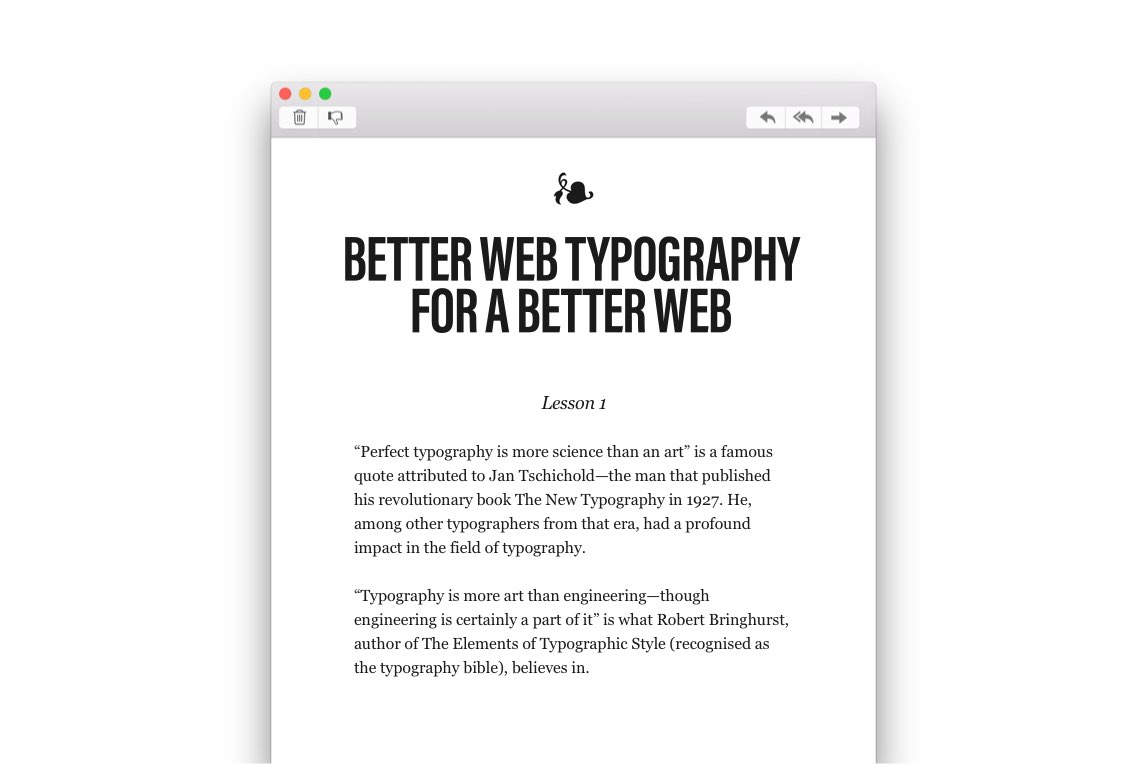 BETTER WEB TYPOGRAPHY
FOR A BETTER WEB
Lesson 1
“Perfect typography is more science than an art” is a famous
quote attributed to Jan Tschichold—the man that published
his revolutionary book The New Typography in 1927. He,
among other typographers from that era, had a profound
impact in the field of typography.
“Typography is more art than engineering—though
engineering is certainly a part of it” is what Robert Bringhurst,
author of The Elements of Typographic Style (recognised as
the typography bible), believes in.